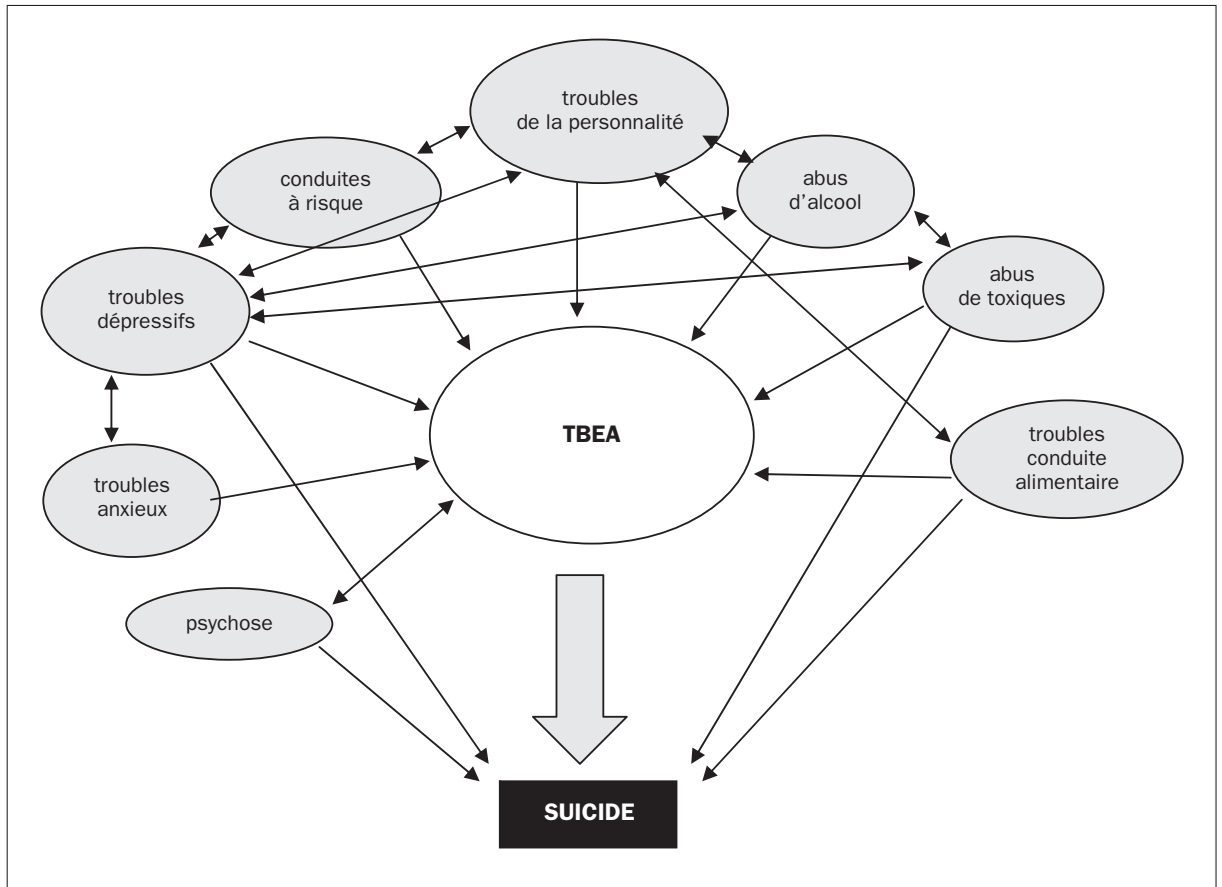 troubles
de la personnalité
conduites
à risque
abus
d'alcool
troubles
dépressifs
abus
de toxiques
TBEA
troubles
conduite
alimentaire
troubles
anxieux
psychose
SUICIDE